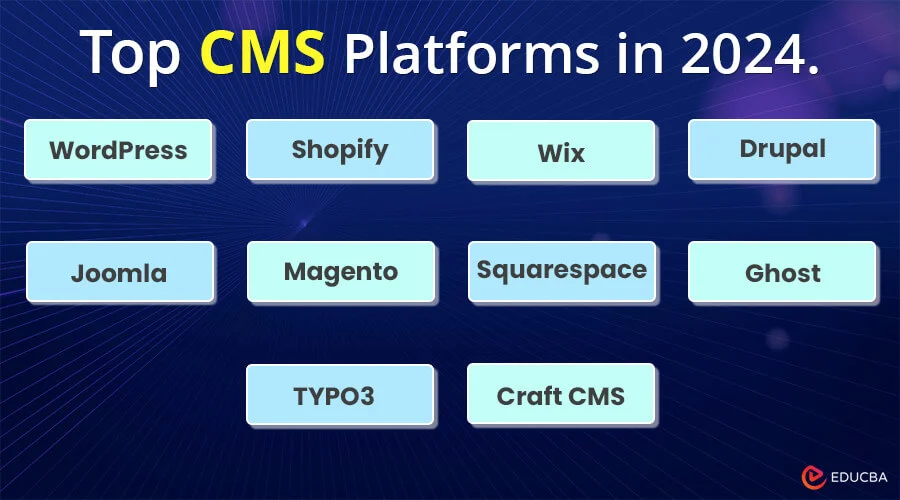 Top CMS Platforms in 2024.
WordPress
Shopify
Wix
Drupal
Joomla
Magento
Squarespace
Ghost
TYPO3
Craft CMS
EDUCBA